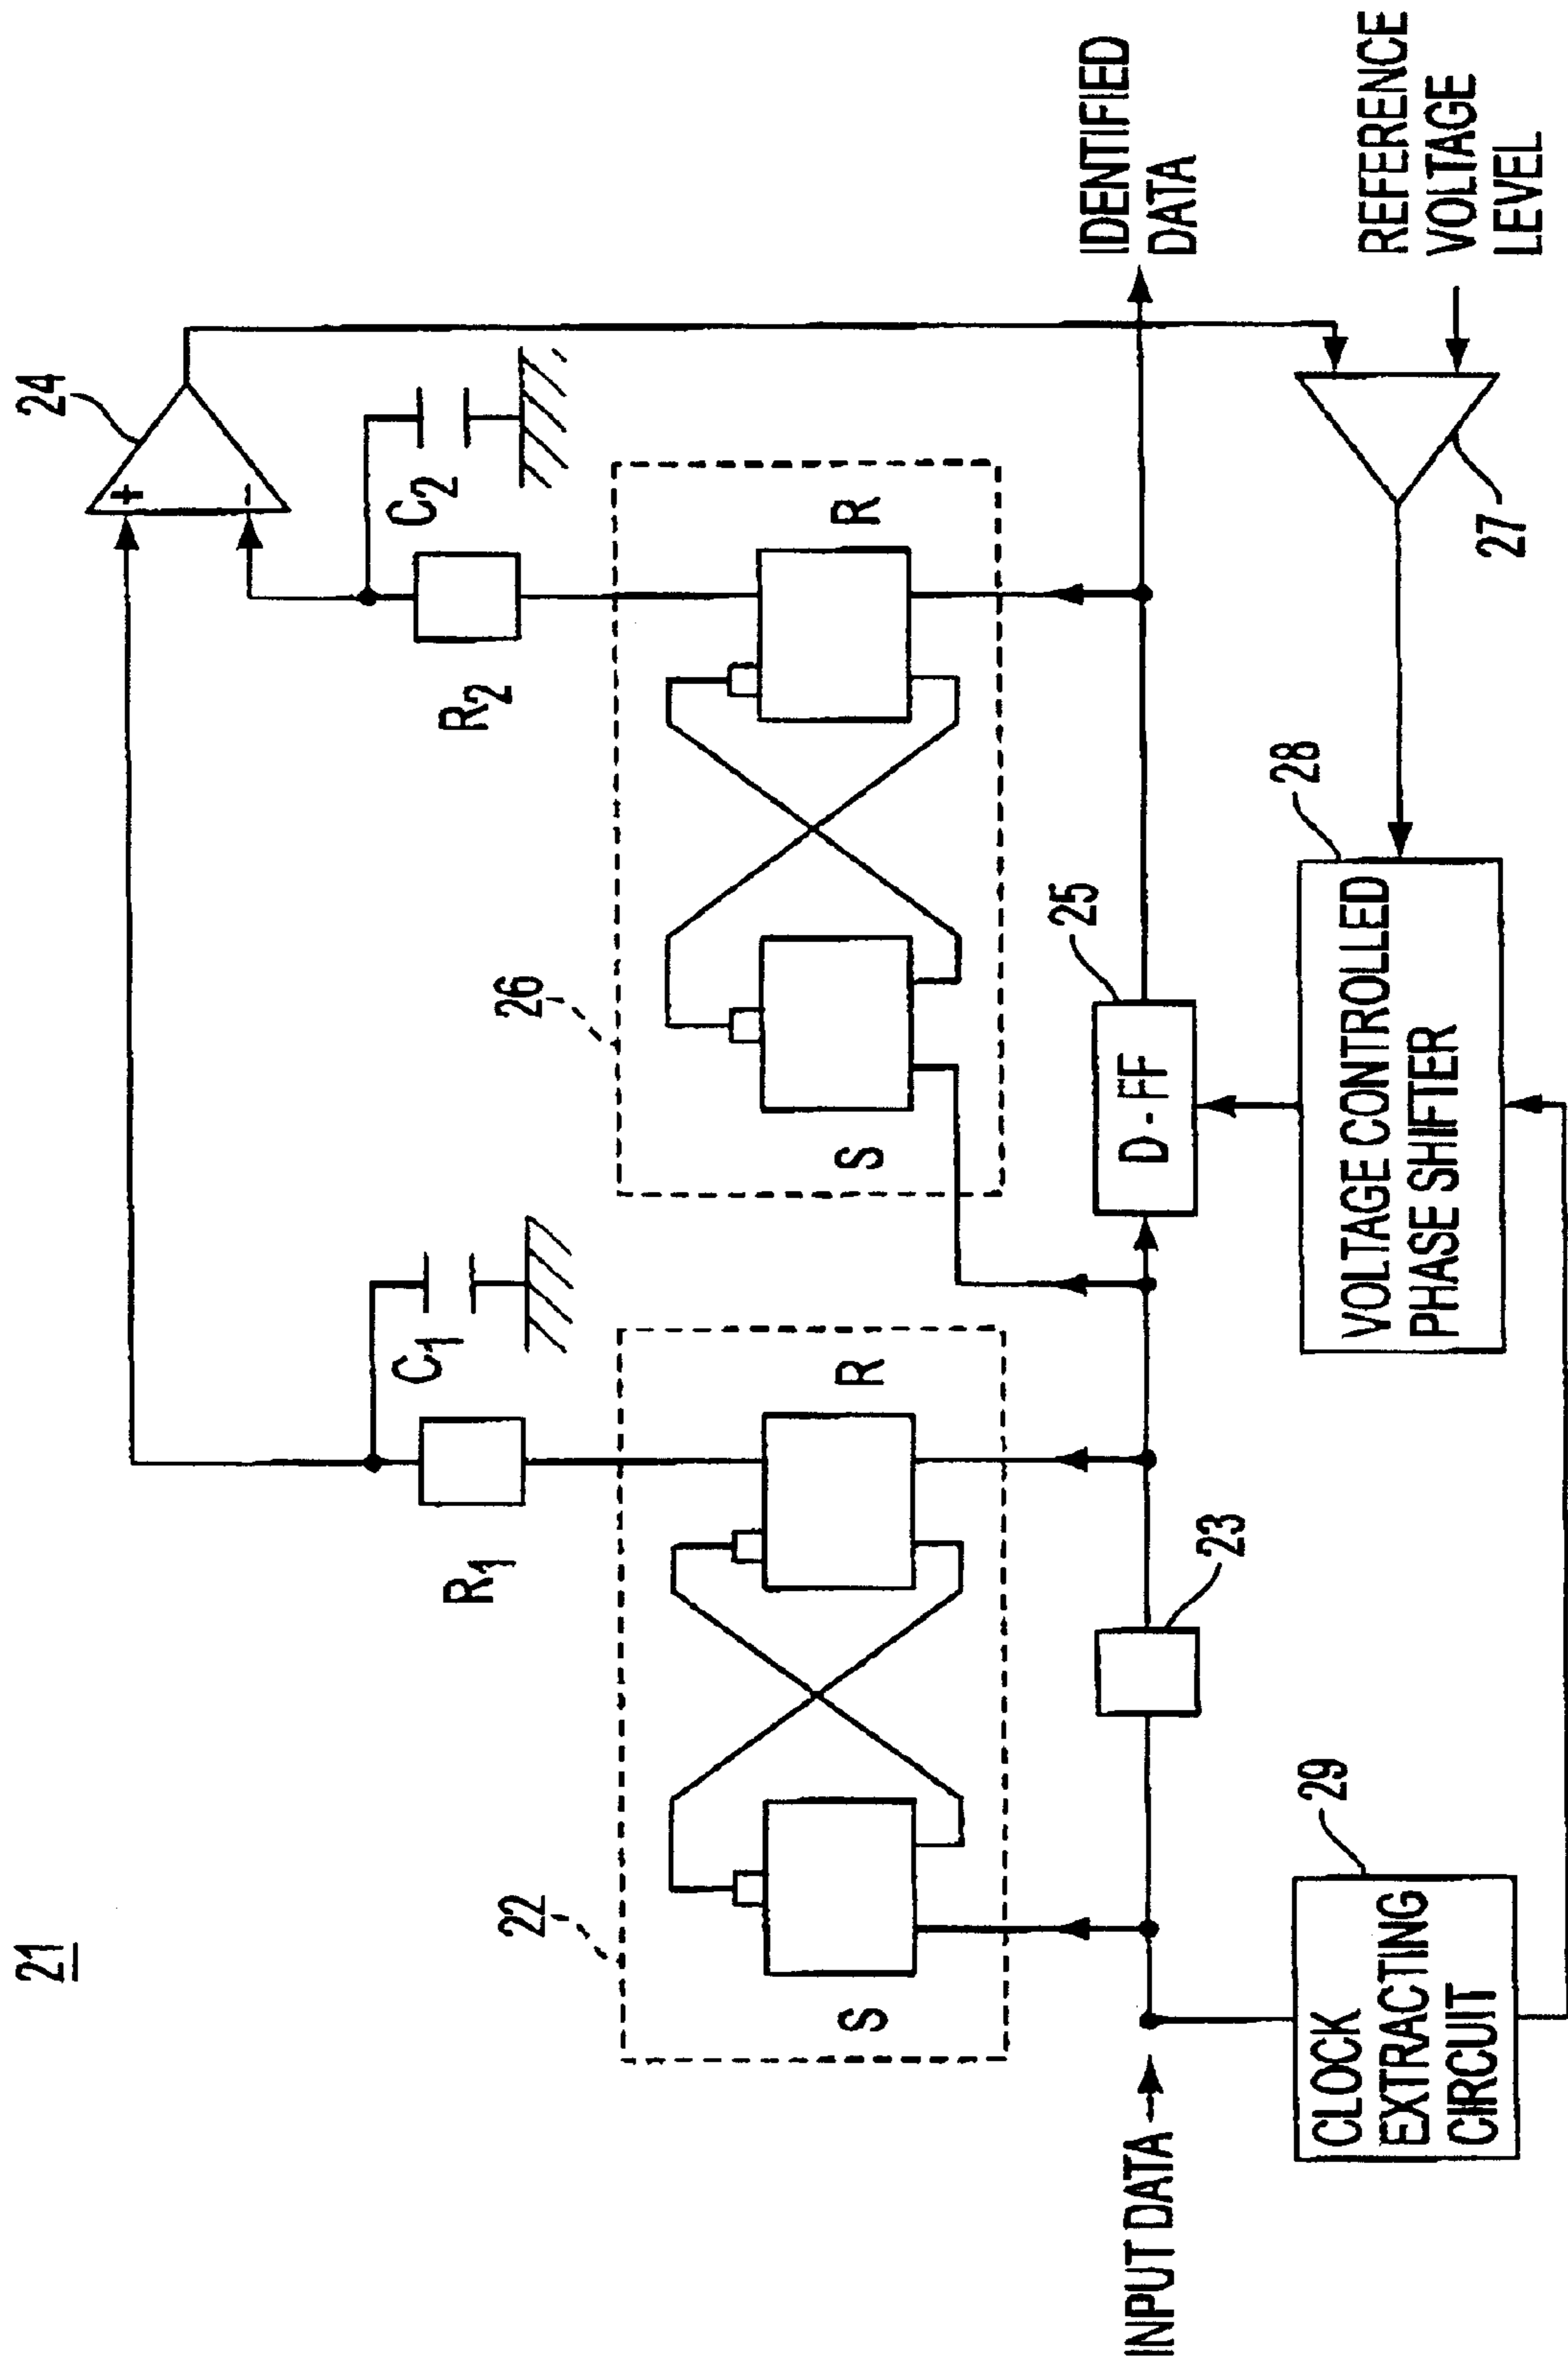 21
24
C1
C2
R1
R2
22
26
S
R
S
R
+
-
INPUT DATA
23
25
D-FF
IDENTIFIED
DATA
29
CLOCK
EXTRACTING
CIRCUIT
28
VOLTAGE CONTROLLED
PHASE SHIFTER
27
REFERENCE
VOLTAGE
LEVEL